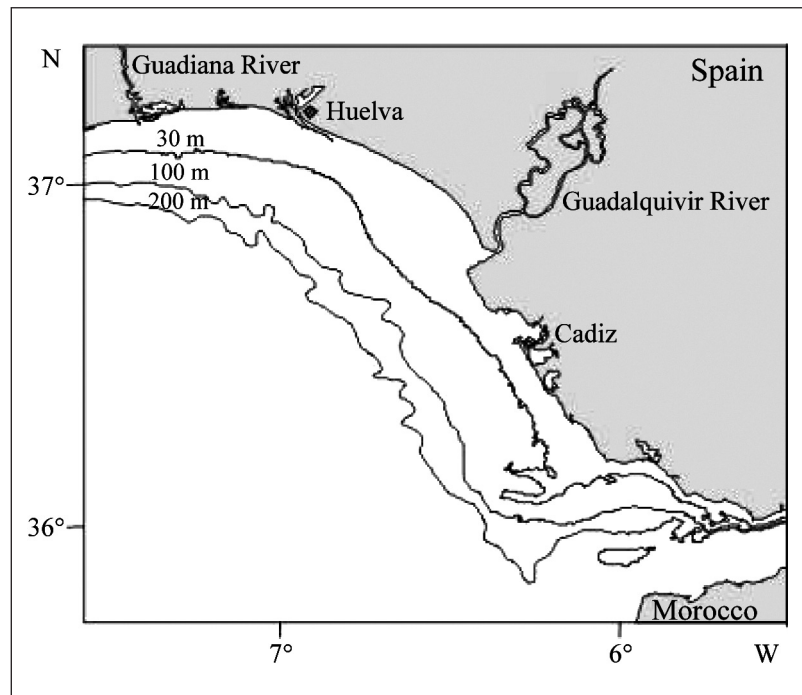 N
Guadiana River
Spain
Huelva
30 m
37°
100 m
200 m
Guadalquivir River
Cadiz
36°
Morocco
7°
6°
W